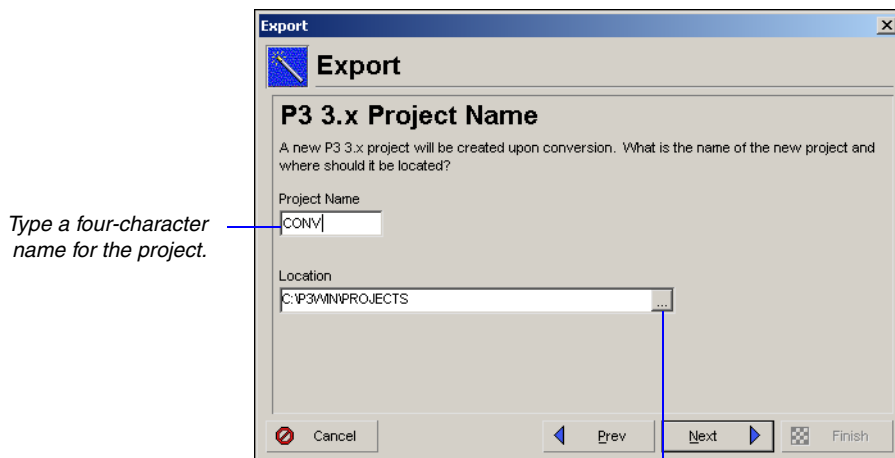 Export
Export
P3 3.x Project Name
A new P3 3.x project will be created upon conversion. What is the name of the new project and
where should it be located?
Project Name
Type a four-character
name for the project.
CONV
Location
C:\P3WIN\PROJECTS
...
Cancel
Prev
Next
Finish